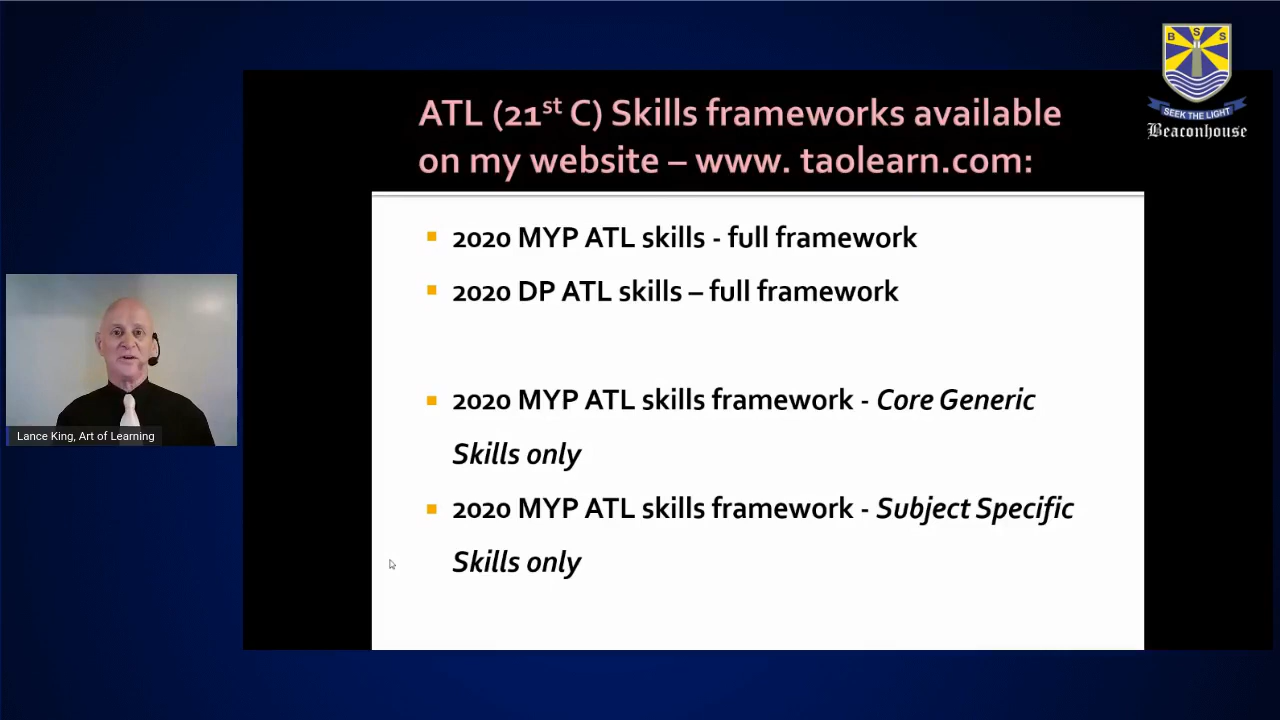 ATL (21st C) Skills frameworks available
on my website – www. taolearn.com:
2020 MYP ATL skills - full framework
2020 DP ATL skills – full framework
2020 MYP ATL skills framework - Core Generic
Skills only
2020 MYP ATL skills framework - Subject Specific
Skills only
Lance King, Art of Learning
B S S
SEEK THE LIGHT
Beaconhouse